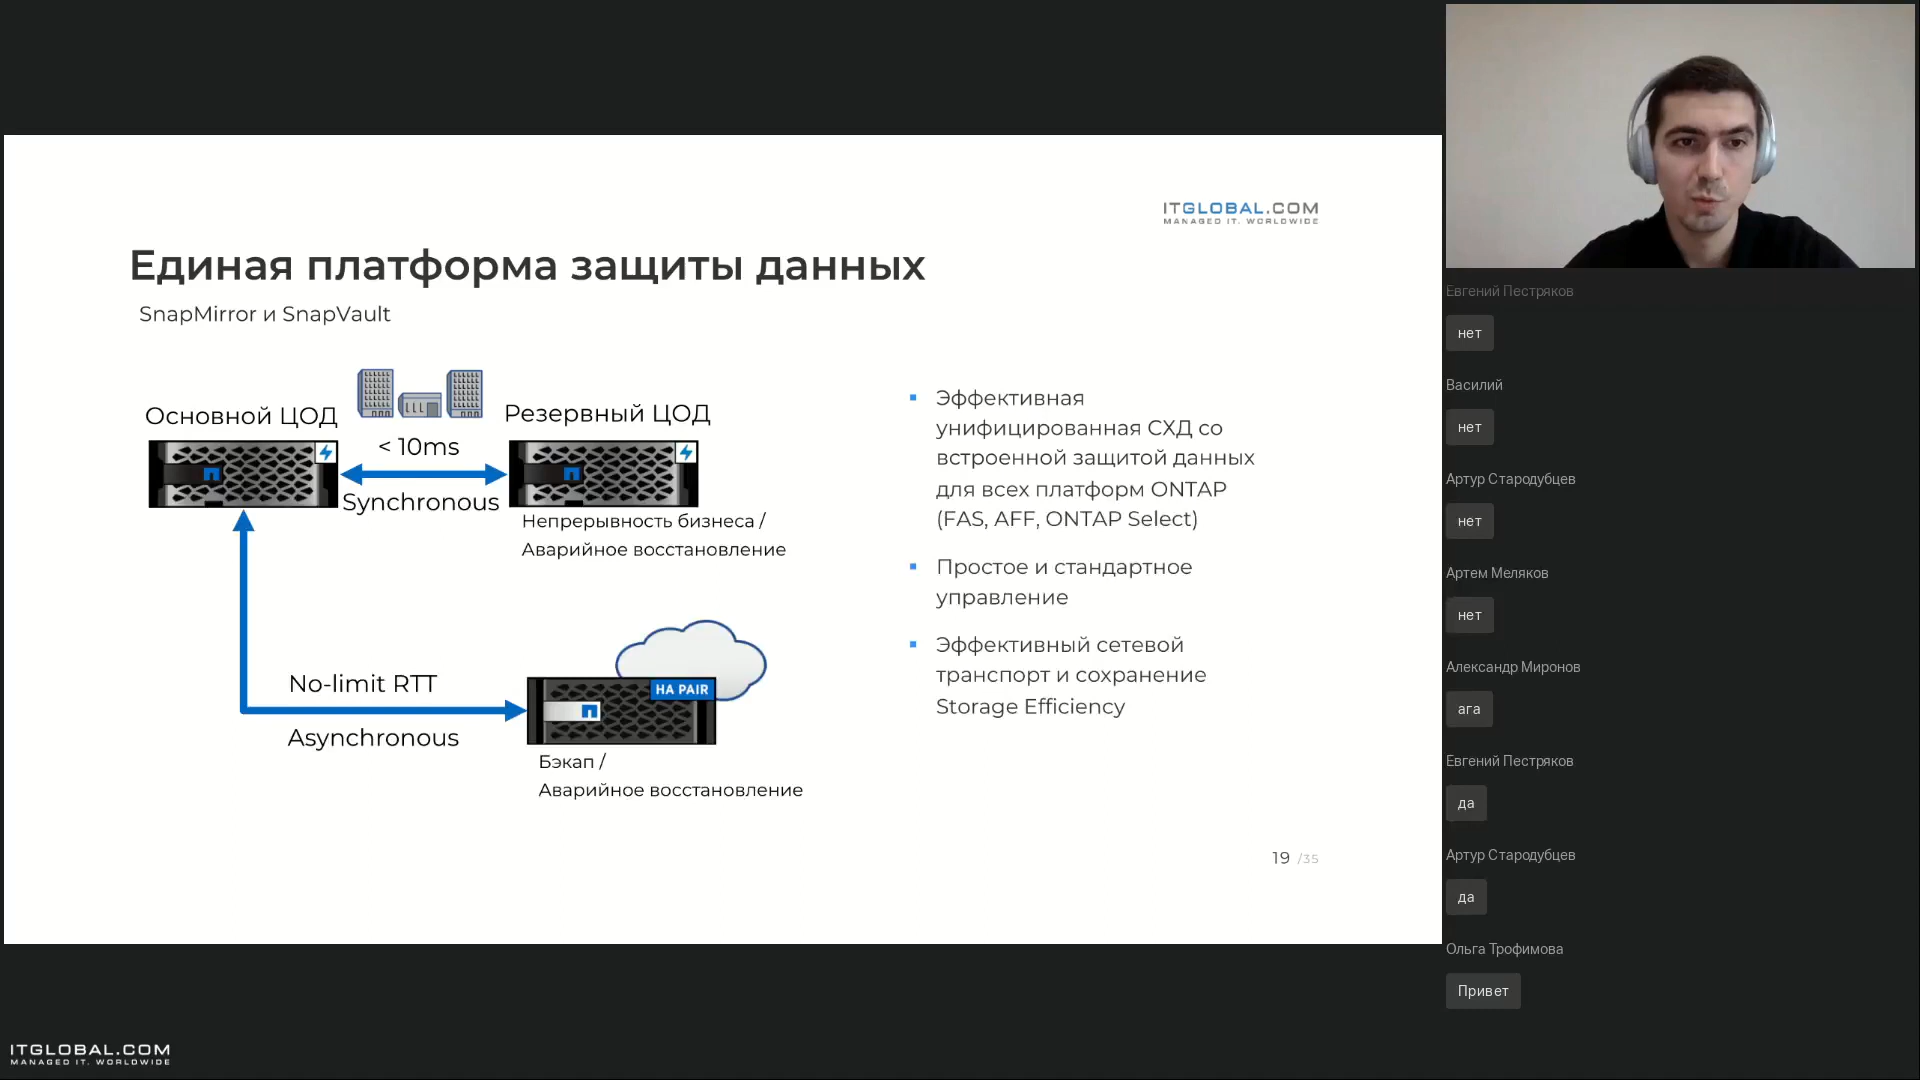 ITGLOBAL.COM
MANAGED IT. WORLDWIDE
Единая платформа защиты данных
SnapMirror и SnapVault
Основной ЦОД
Резервный ЦОД
< 10ms
Synchronous
Непрерывность бизнеса /
Аварийное восстановление
No-limit RTT
Asynchronous
HA PAIR
Бэкап /
Аварийное восстановление
Эффективная
унифицированная СХД со
встроенной защитой данных
для всех платформ ONTAP
(FAS, AFF, ONTAP Select)
Простое и стандартное
управление
Эффективный сетевой
транспорт и сохранение
Storage Efficiency
19 /35
Евгений Пестряков
нет
Василий
нет
Артур Стародубцев
нет
Артем Меляков
нет
Александр Миронов
ага
Евгений Пестряков
да
Артур Стародубцев
да
Ольга Трофимова
Привет
ITGLOBAL.COM
MANAGED IT. WORLDWIDE